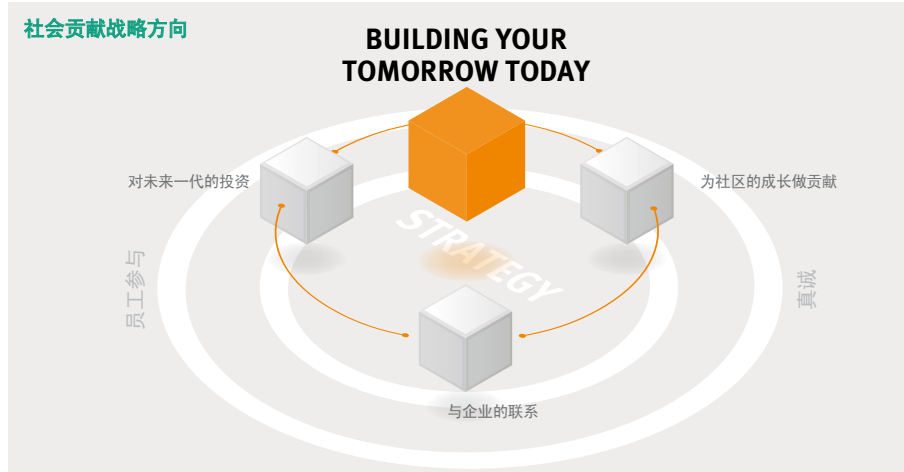 社会贡献战略方向
BUILDING YOUR
TOMORROW TODAY
对未来一代的投资
为社区的成长做贡献
STRATEGY
员工参与
真诚
与企业的联系